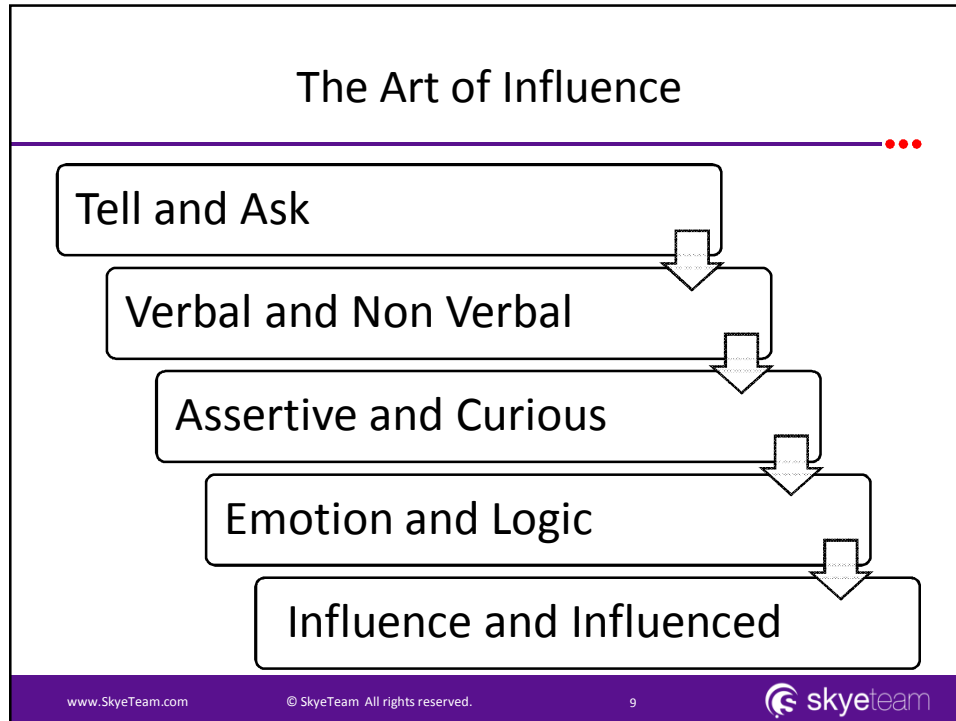 The Art of Influence
Tell and Ask
Verbal and Non Verbal
Assertive and Curious
Emotion and Logic
Influence and Influenced
www.SkyeTeam.com © SkyeTeam All rights reserved. 9 skyeteam